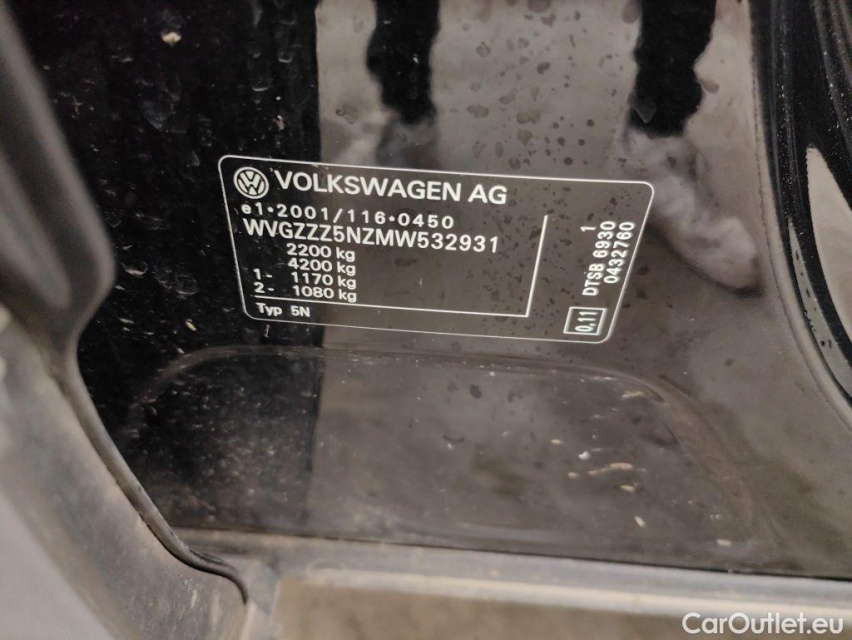 VOLKSWAGEN AG
e1*2001/116*0450
WVGZZZ5NZMW532931
2200 kg
4200 kg
1- 1170 kg
2- 1080 kg
Typ 5N
1
DTSB 6930
0432760
0,11
CarOutlet.eu